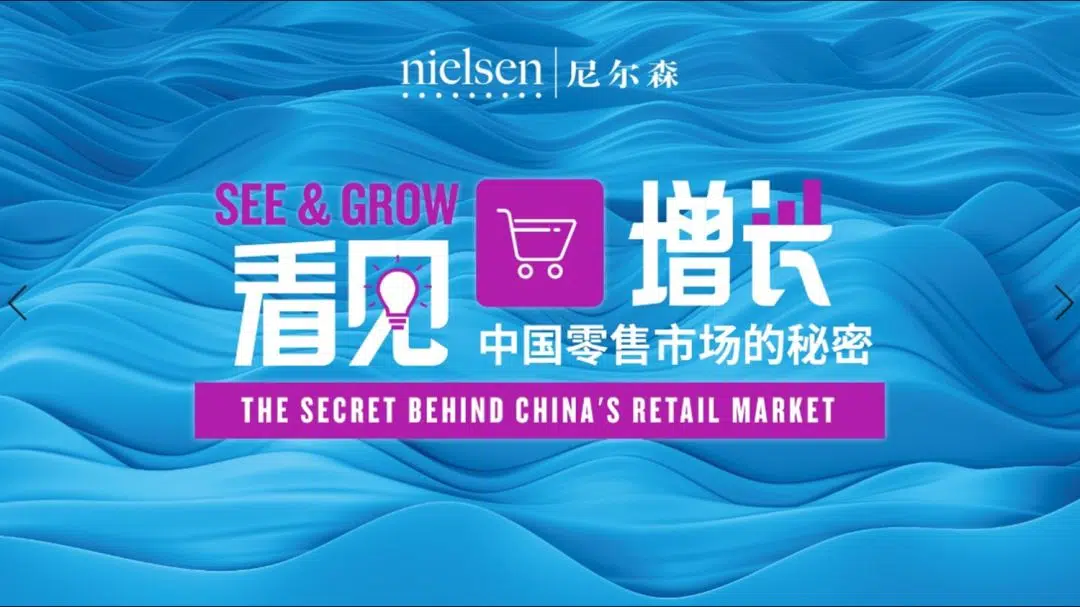 nielsen 尼尔森
SEE & GROW
看见 增长
中国零售市场的秘密
THE SECRET BEHIND CHINA'S RETAIL MARKET